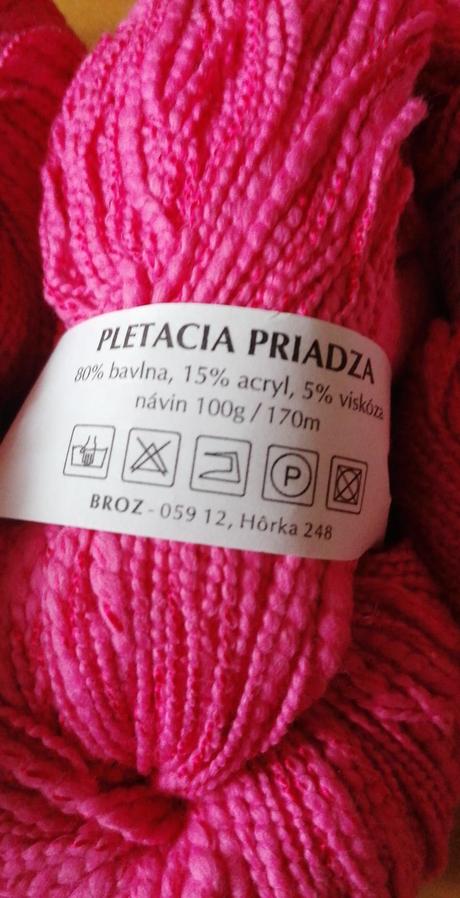 PLETACIA PRIADZA
80% bavlna, 15% acryl, 5% viskóza
návin 100g / 170m
P
BROZ - 059 12, Hôrka 248